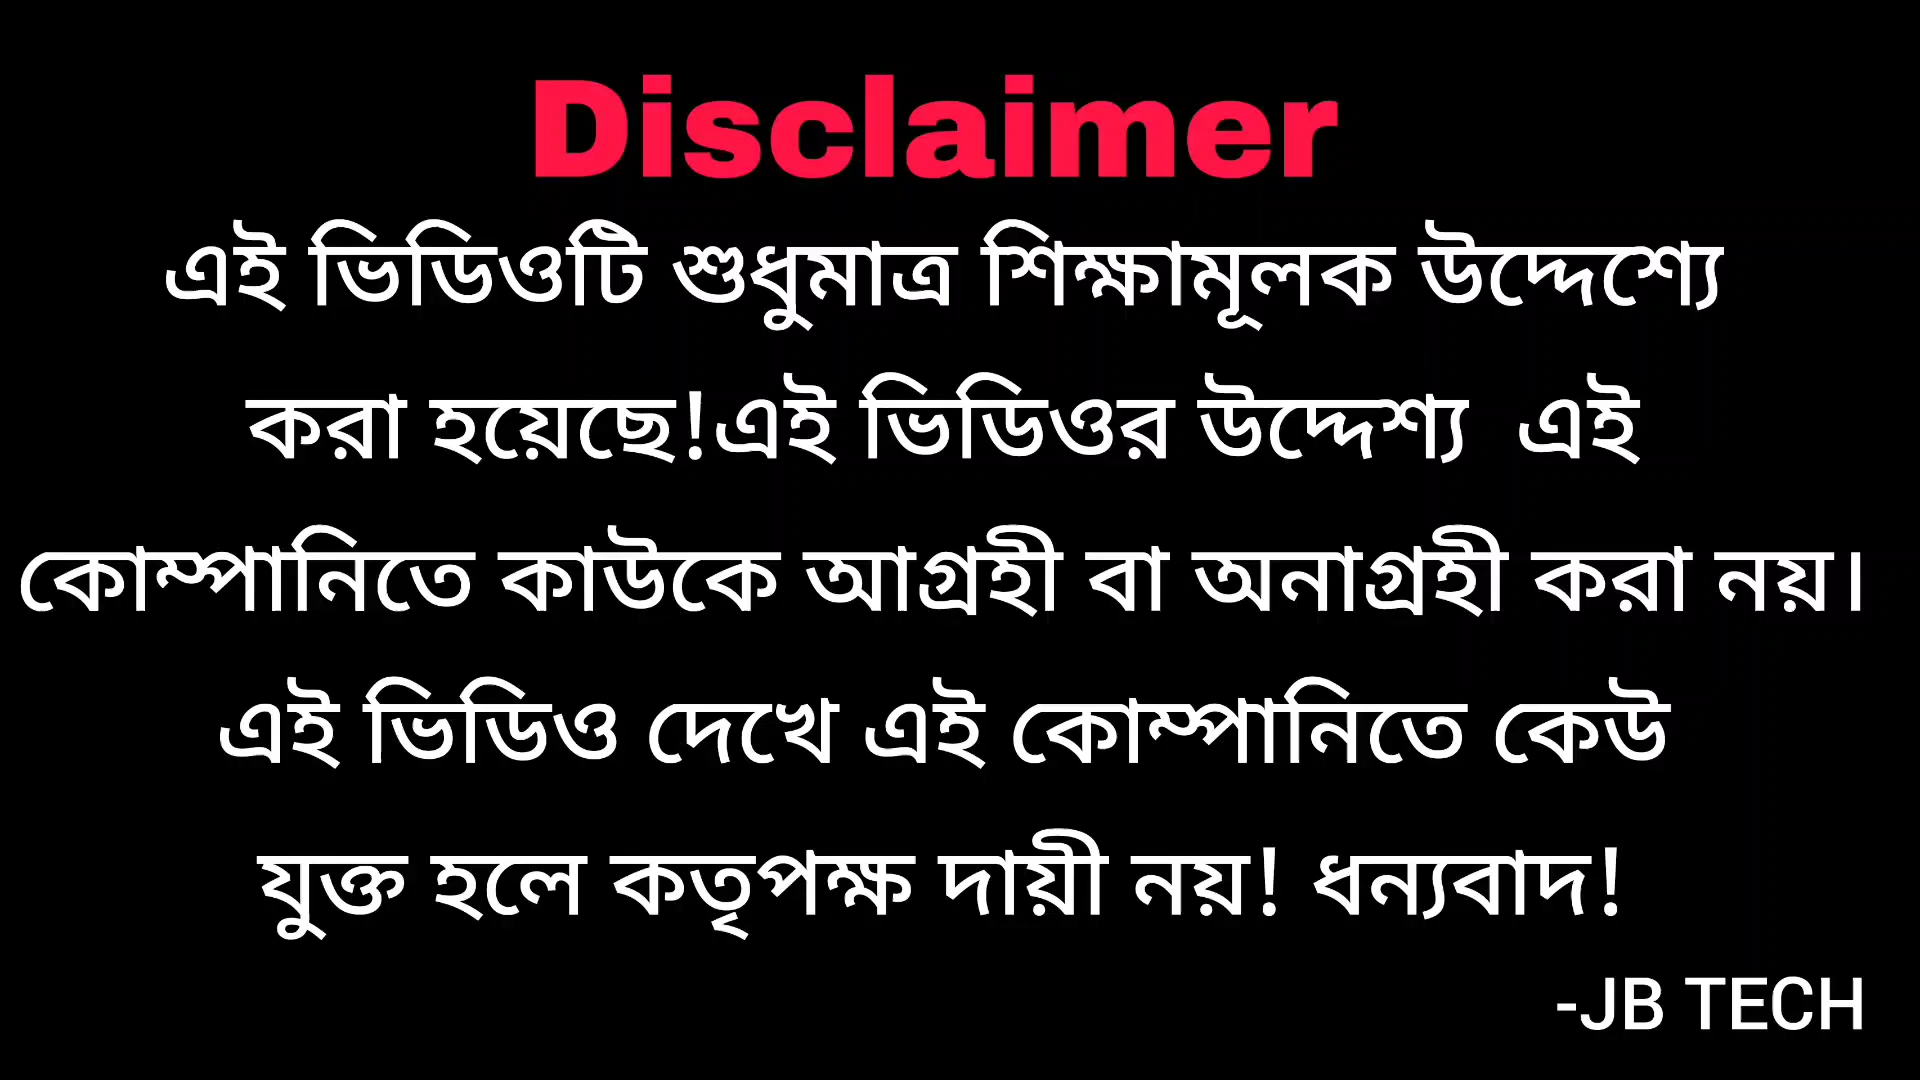 Disclaimer
এই ভিডিওটি শুধুমাত্র শিক্ষামূলক উদ্দেশ্যে
করা হয়েছে!এই ভিডিওর উদ্দেশ্য এই
কোম্পানিতে কাউকে আগ্রহী বা অনাগ্রহী করা নয়।
এই ভিডিও দেখে এই কোম্পানিতে কেউ
যুক্ত হলে কতৃপক্ষ দায়ী নয়! ধন্যবাদ!
-JB TECH